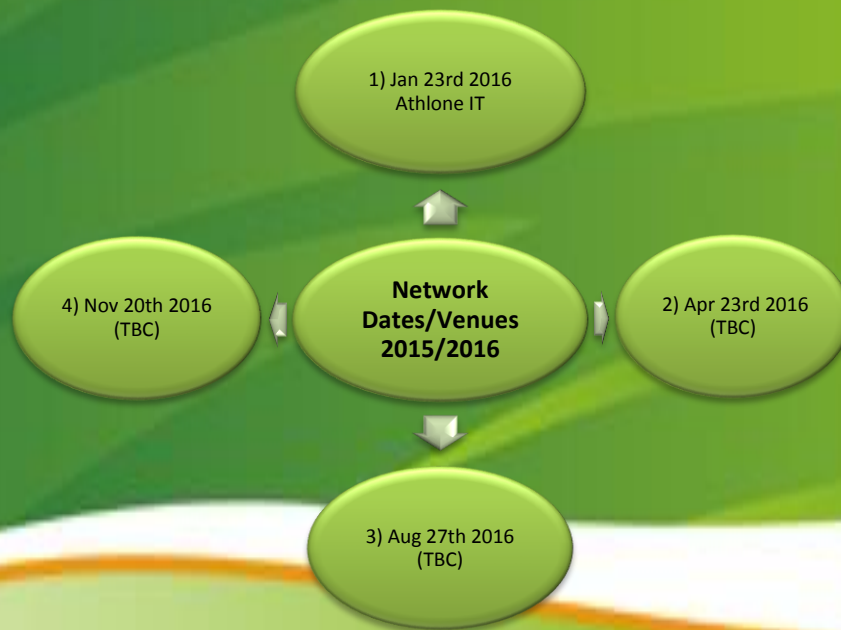 1) Jan 23rd 2016
Athlone IT
4) Nov 20th 2016
(TBC)
Network
Dates/Venues
2015/2016
2) Apr 23rd 2016
(TBC)
3) Aug 27th 2016
(TBC)